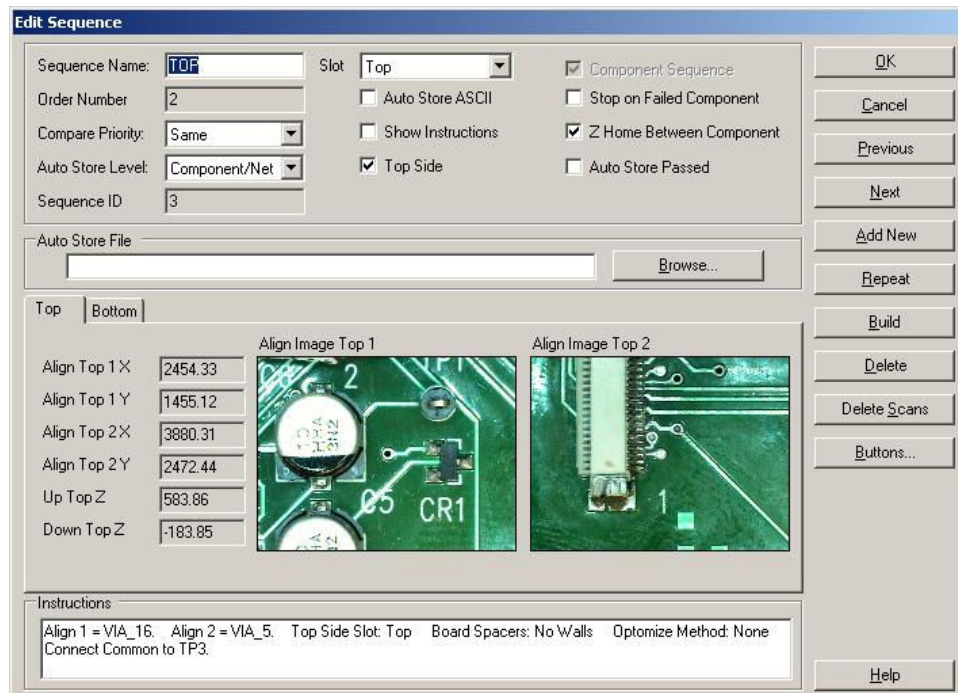 Edit Sequence
Sequence Name: TOP Slot Top Component Sequence
Order Number 2 Auto Store ASCII Stop on Failed Component
Compare Priority: Same Show Instructions Z Home Between Component
Auto Store Level: Component/Net Top Side Auto Store Passed
Sequence ID 3
Auto Store File
Browse...
Top Bottom
Align Image Top 1 Align Image Top 2
Align Top 1 X 2454.33
Align Top 1 Y 1455.12
Align Top 2 X 3880.31
Align Top 2 Y 2472.44
Up Top Z 583.86
Down Top Z -183.85
2
10
HHA
3N2
C5
CR1
1
Instructions
Align 1 = VIA_16. Align 2 = VIA_5. Top Side Slot: Top Board Spacers: No Walls Optomize Method: None
Connect Common to TP3.
OK
Cancel
Previous
Next
Add New
Repeat
Build
Delete
Delete Scans
Buttons...
Help